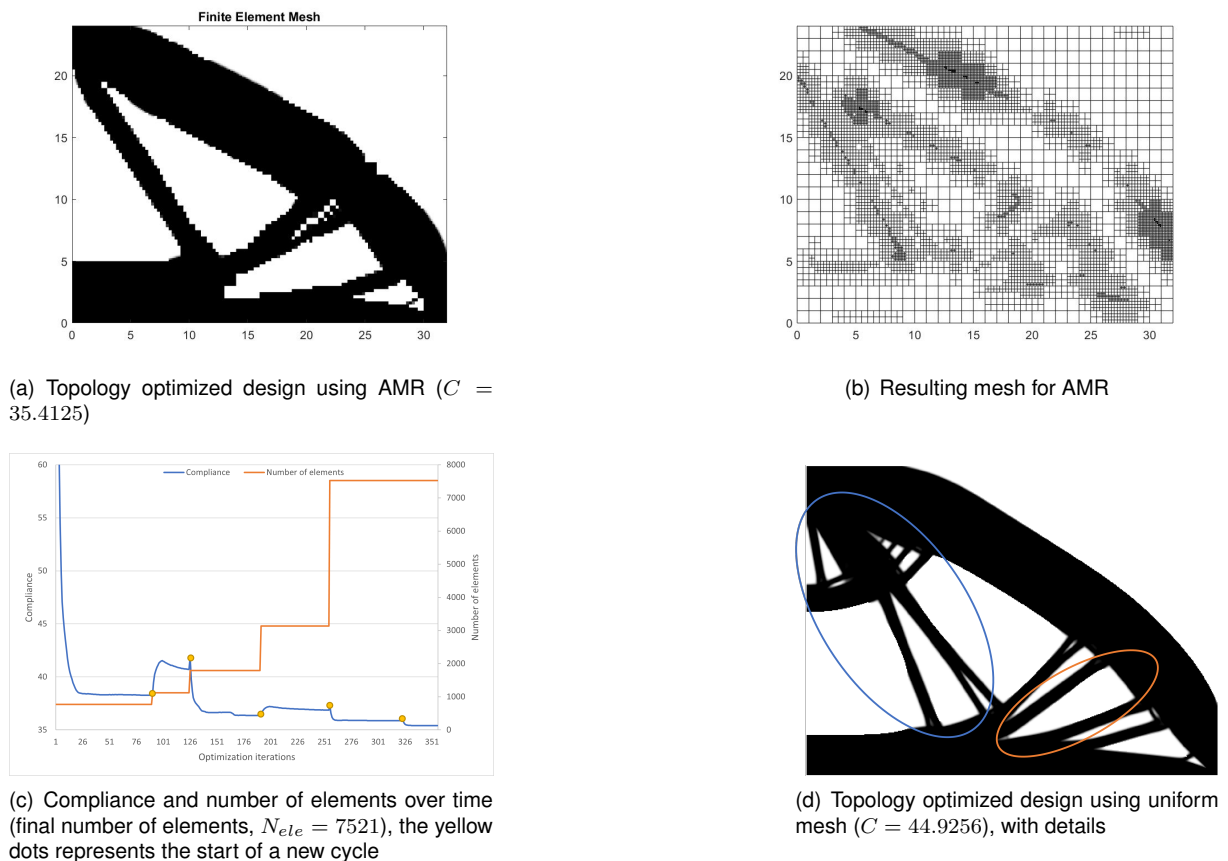 Finite Element Mesh
20
15
10
5
0
0 5 10 15 20 25 30
20
15
10
5
0
0 5 10 15 20 25 30
(a) Topology optimized design using AMR (C =
35.4125)
(b) Resulting mesh for AMR
60
55
50
45
40
35
Compliance
Compliance
Number of elements
8000
7000
6000
5000
4000
3000
2000
1000
0
Number of elements
1 26 51 76 101 126 151 176 201 226 251 276 301 326 351
Optimization iterations
(c) Compliance and number of elements over time
(final number of elements, N_ele = 7521), the yellow
dots represents the start of a new cycle
(d) Topology optimized design using uniform
mesh (C = 44.9256), with details